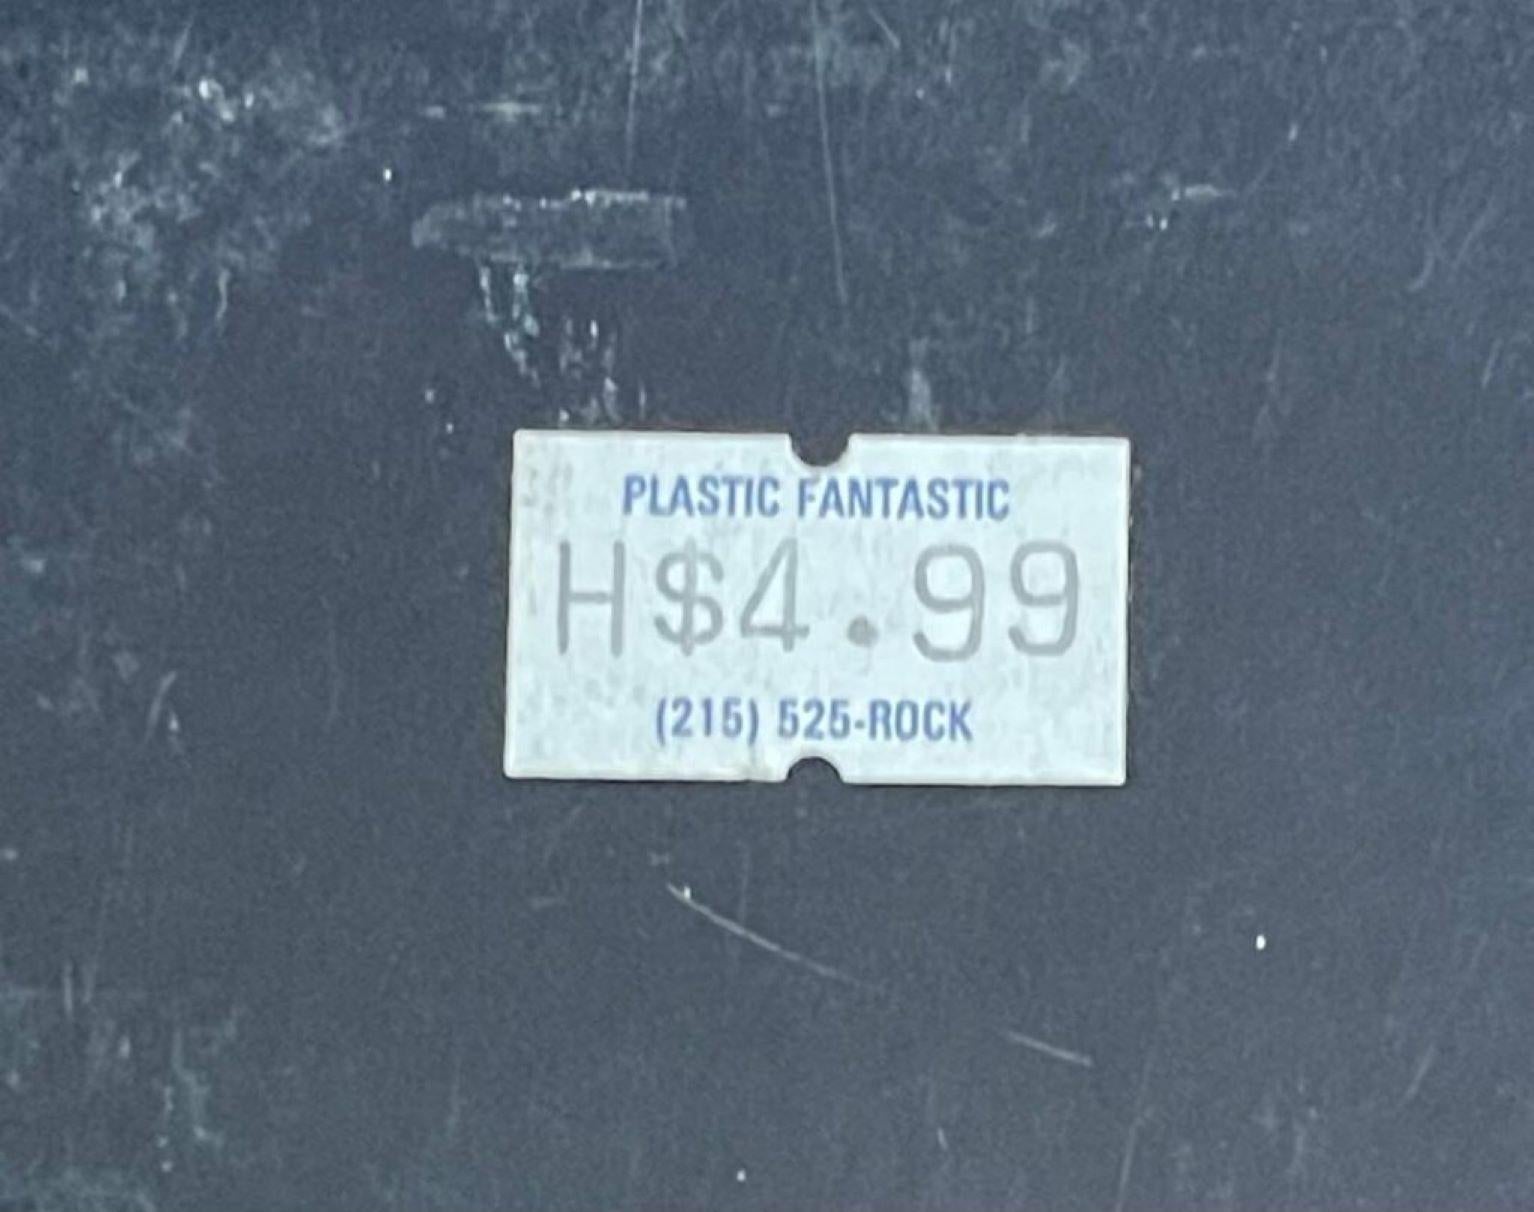 PLASTIC FANTASTIC
H$4.99
(215) 525-ROCK